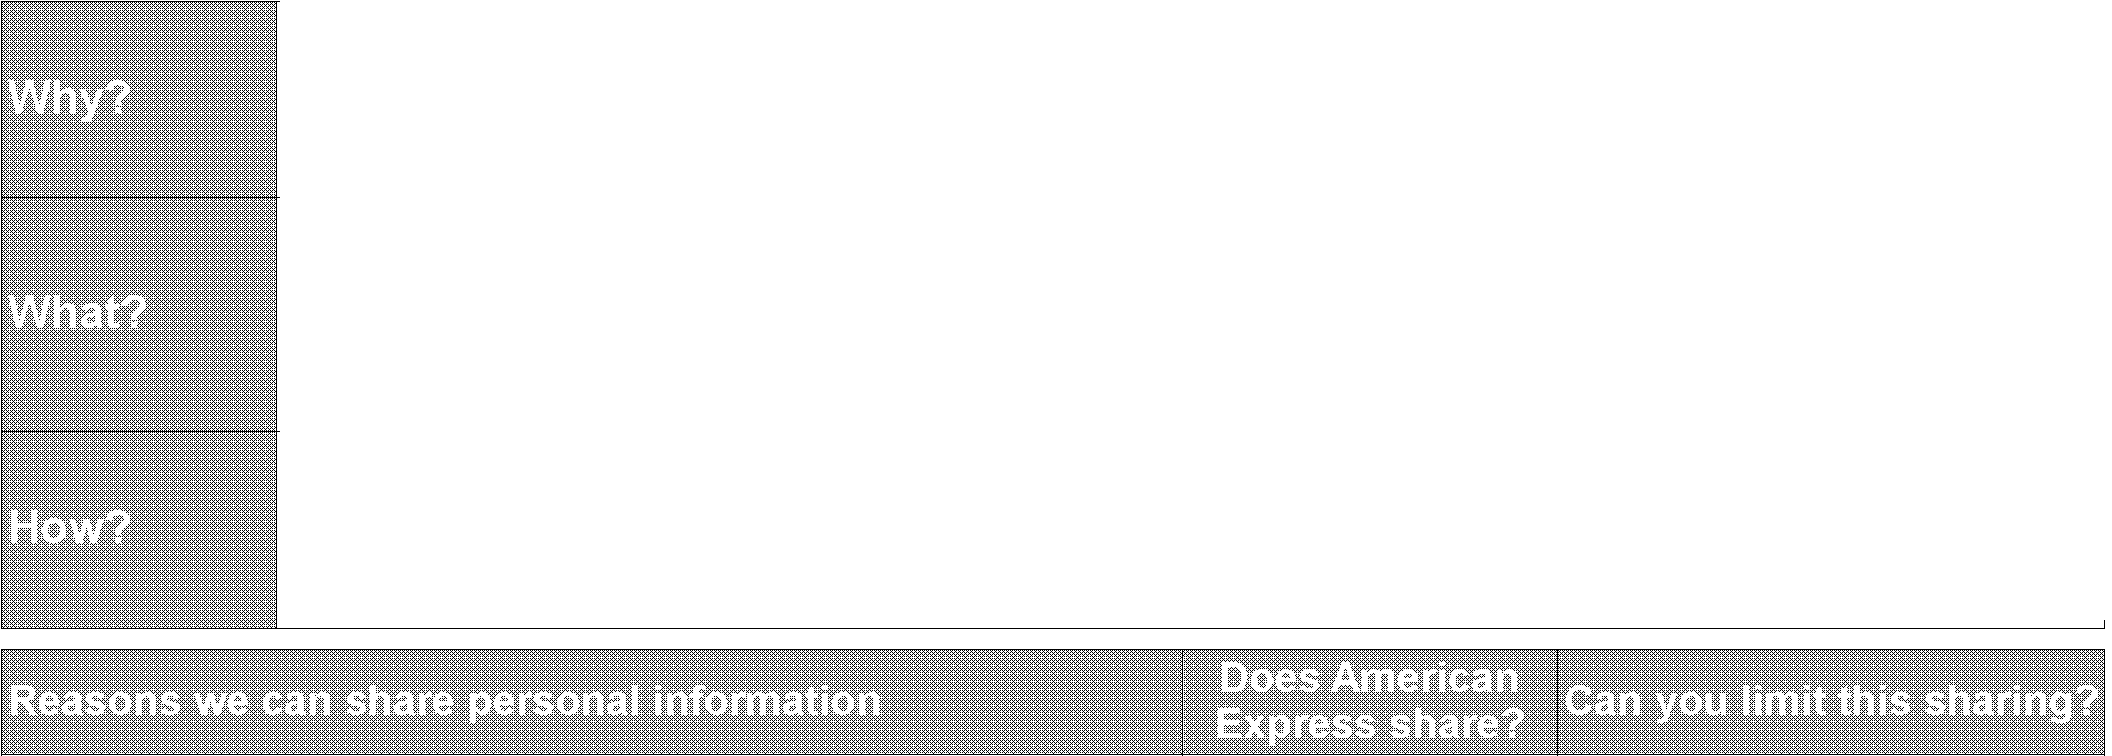 Why?
What?
How?
Reasons we can share personal information
Does American
Express share?
Can you limit this sharing?